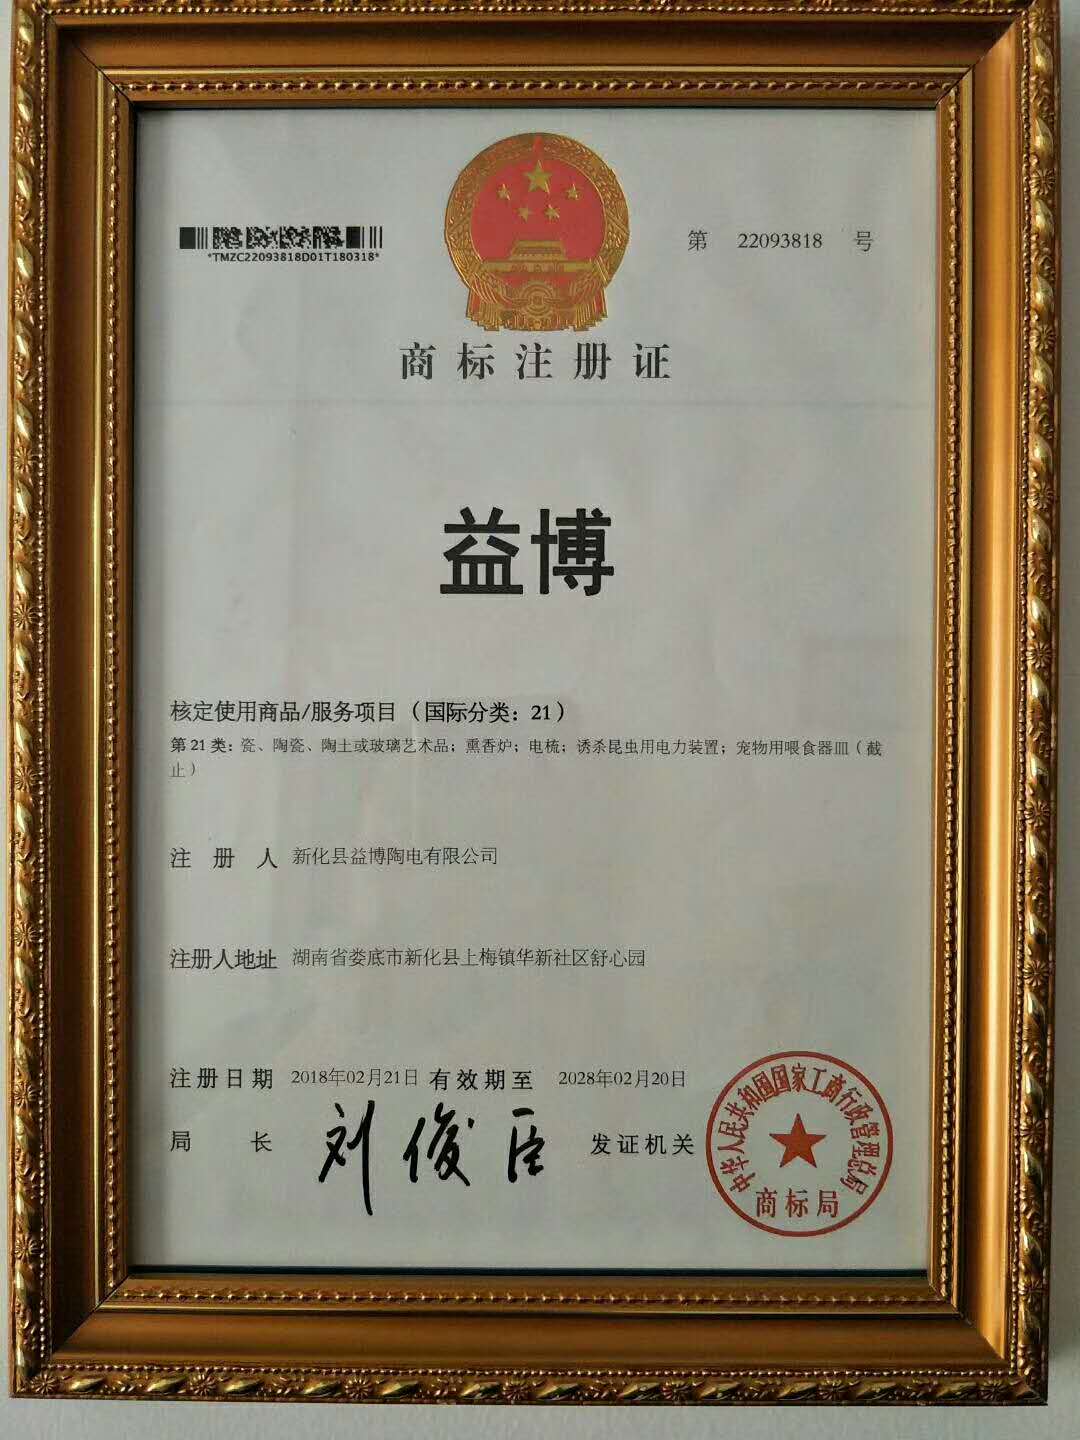 第 22093818 号
*TMZC22093818D01T180318*
商标注册证
益博
核定使用商品/服务项目（国际分类：21）
第 21 类：瓷、陶瓷、陶土或玻璃艺术品；熏香炉；电梳；诱杀昆虫用电力装置；宠物用喂食器皿（截
止）
注册人 新化县益博陶电有限公司
注册人地址 湖南省娄底市新化县上梅镇华新社区舒心园
注册日期 2018年02月21日 有效期至 2028年02月20日
局长 刘俊臣 发证机关
中华人民共和国国家工商行政管理总局
商标局